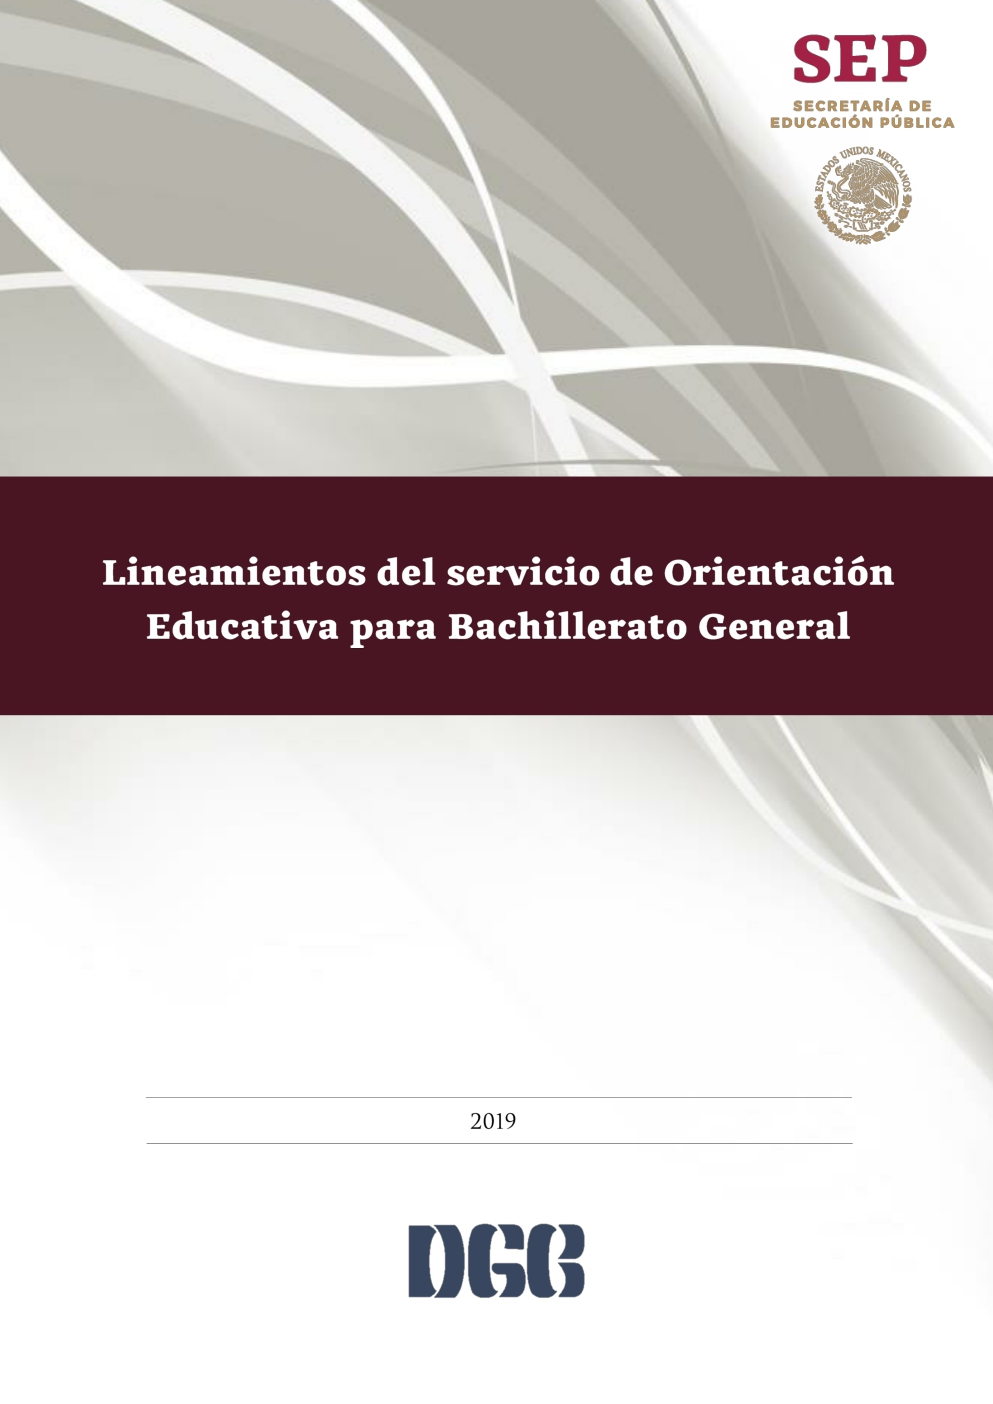 SEP
SECRETARÍA DE
EDUCACIÓN PÚBLICA
ESTADOS UNIDOS MEXICANOS
Lineamientos del servicio de Orientación
Educativa para Bachillerato General
2019
DGB